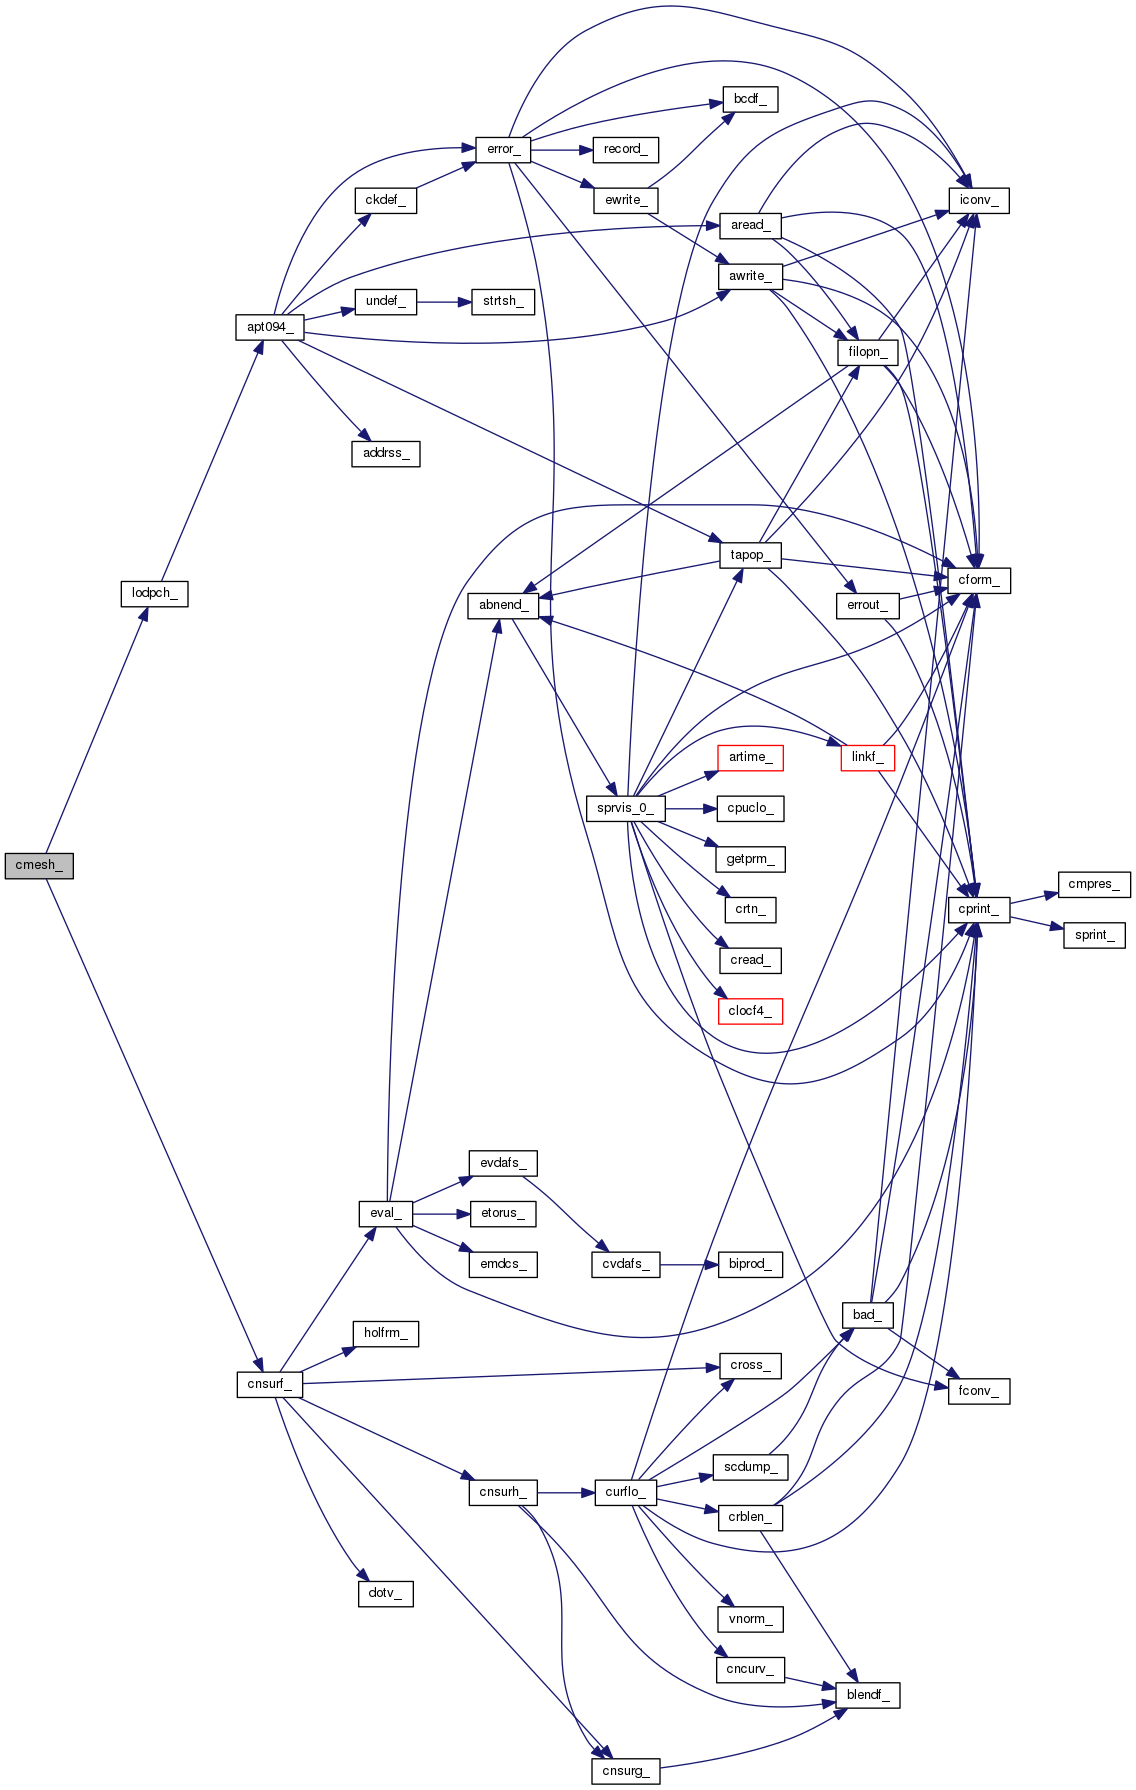 bcdf_
error_
record_
ckdef_
ewrite_
iconv_
aread_
awrite_
undef_
strtsh_
apt094_
filopn_
addrss_
tapop_
cform_
lodpch_
abnend_
errout_
artime_
linkf_
sprvis_0_
cpuclo_
getprm_
cmesh_
cmpres_
crtn_
cprint_
sprint_
cread_
clocf4_
evdafs_
eval_
etorus_
emdcs_
cvdafs_
biprod_
bad_
holfrm_
cross_
cnsurf_
fconv_
scdump_
cnsurh_
curflo_
crblen_
dotv_
vnorm_
cncurv_
blendf_
cnsurg_